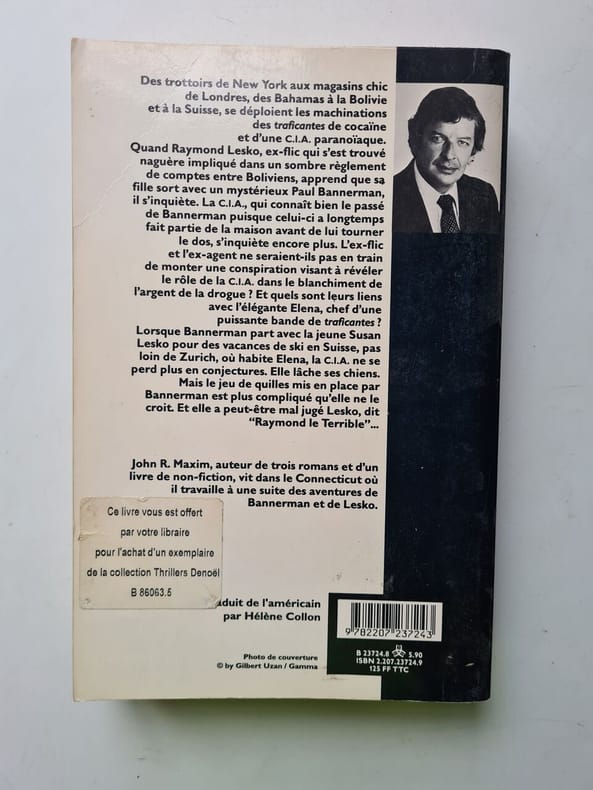 Des trottoirs de New York aux magasins chic
de Londres, des Bahamas à la Bolivie
et à la Suisse, se déploient les machinations
des traficantes de cocaïne
et d'une C.I.A. paranoïaque.
Quand Raymond Lesko, ex-flic qui s'est trouvé
naguère impliqué dans un sombre règlement
de comptes entre Boliviens, apprend que sa
fille sort avec un mystérieux Paul Bannerman,
il s'inquiète. La C.I.A., qui connaît bien le passé
de Bannerman puisque celui-ci a longtemps
fait partie de la maison avant de lui tourner
le dos, s'inquiète encore plus. L'ex-flic
et l'ex-agent ne seraient-ils pas en train
de monter une conspiration visant à révéler
le rôle de la C.I.A. dans le blanchiment de
l'argent de la drogue ? Et quels sont leurs liens
avec l'élégante Elena, chef d'une
puissante bande de traficantes ?
Lorsque Bannerman part avec la jeune Susan
Lesko pour des vacances de ski en Suisse, pas
loin de Zurich, où habite Elena, la C.I.A. ne se
perd plus en conjectures. Elle lâche ses chiens.
Mais le jeu de quilles mis en place par
Bannerman est plus compliqué qu'elle ne le
croit. Et elle a peut-être mal jugé Lesko, dit
“Raymond le Terrible”...
John R. Maxim, auteur de trois romans et d'un
livre de non-fiction, vit dans le Connecticut où
il travaille à une suite des aventures de
Bannerman et de Lesko.
Ce livre vous est offert
par votre libraire
pour l'achat d'un exemplaire
de la collection Thrillers Denoël
B 86063.5
aduit de l'américain
par Hélène Collon
Photo de couverture
© by Gilbert Uzan / Gamma
9 782207 237243
B 23724.8 5.90
ISBN 2.207.23724.9
125 FF TTC